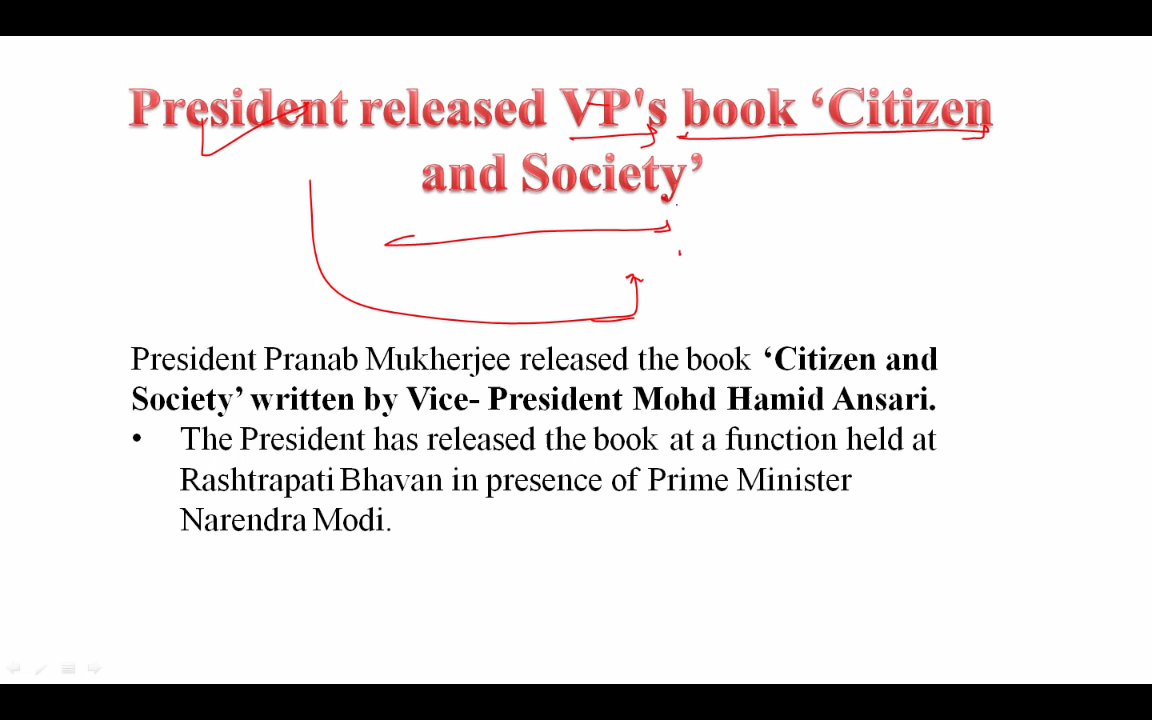 President released VP's book ‘Citizen
and Society’
President Pranab Mukherjee released the book ‘Citizen and
Society’ written by Vice- President Mohd Hamid Ansari.
• The President has released the book at a function held at
Rashtrapati Bhavan in presence of Prime Minister
Narendra Modi.